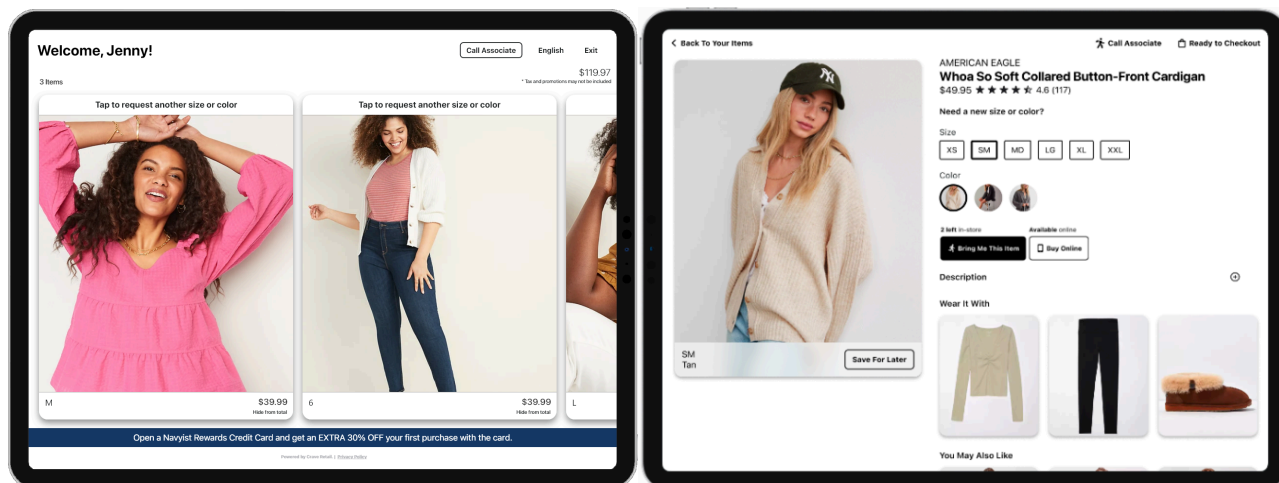 Welcome, Jenny!
Call Associate
English
Exit
3 Items
$119.97
* Tax and promotions may not be included
Tap to request another size or color
Tap to request another size or color
M
$39.99
Hide from total
6
$39.99
Hide from total
L
Open a Navyist Rewards Credit Card and get an EXTRA 30% OFF your first purchase with the card.
Powered by Crave Retail | Privacy Policy
Back To Your Items
Call Associate
Ready to Checkout
NY
AMERICAN EAGLE
Whoa So Soft Collared Button-Front Cardigan
$49.95 4.6 (117)
Need a new size or color?
Size
XS SM MD LG XL XXL
Color
2 left in-store
Available online
Bring Me This Item
Buy Online
Description
Wear It With
SM
Tan
Save For Later
You May Also Like